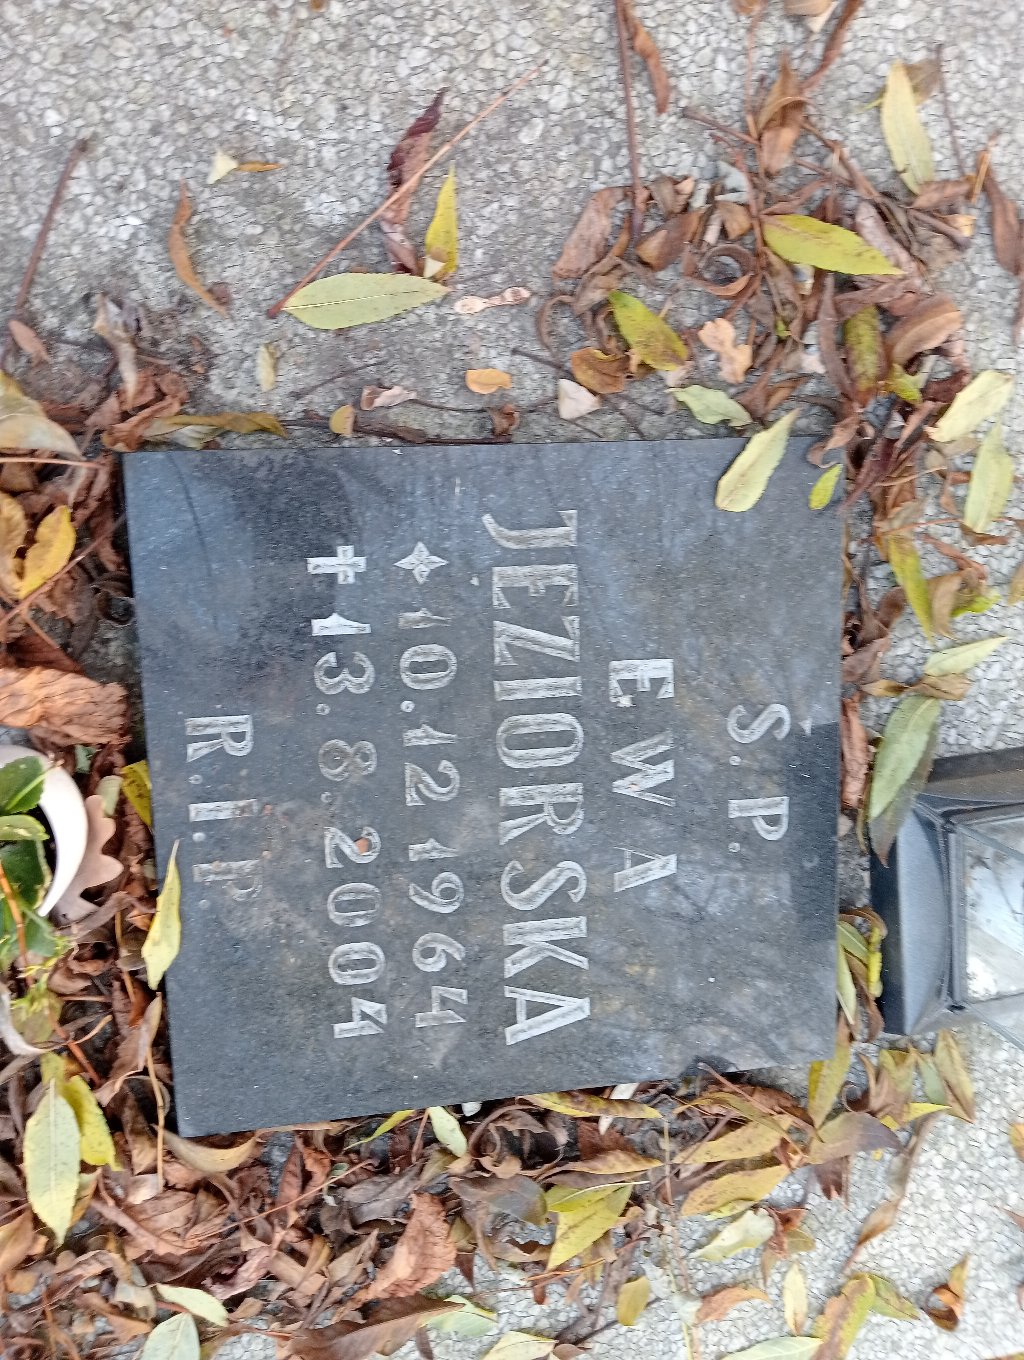 S.P.
EWA
JEZIORSKA
✧10.12.1964
✝13.8.2004
R.I.P.